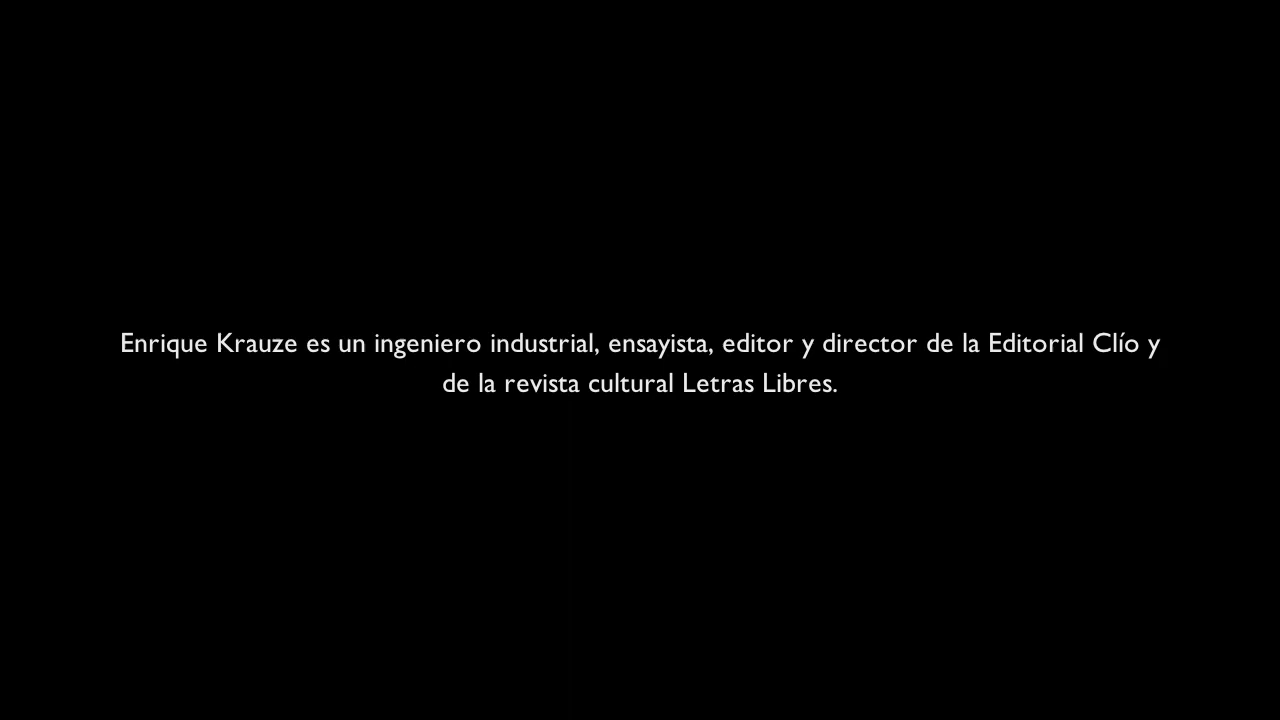 Enrique Krauze es un ingeniero industrial, ensayista, editor y director de la Editorial Clío y
de la revista cultural Letras Libres.